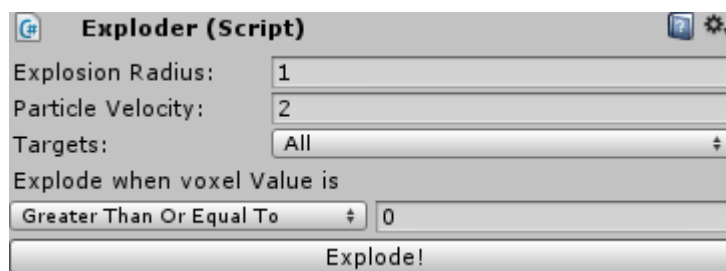 Exploder (Script)
Explosion Radius: 1
Particle Velocity: 2
Targets: All
Explode when voxel Value is
Greater Than Or Equal To 0
Explode!